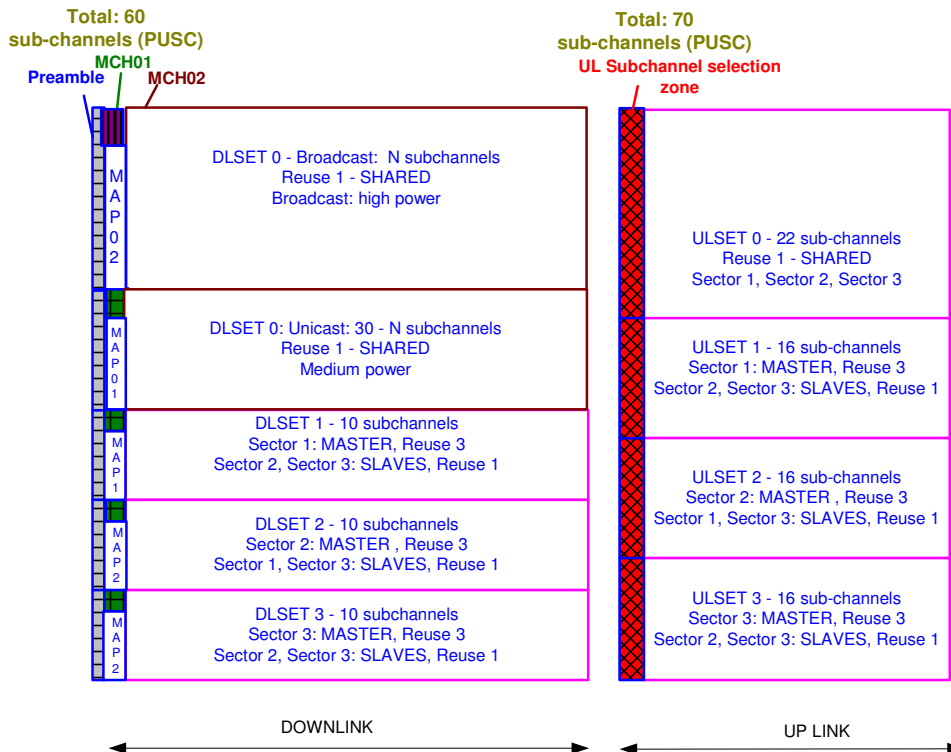 Total: 60
sub-channels (PUSC)
MCH01
Preamble
MCH02
MAP02
DLSET 0 - Broadcast: N subchannels
Reuse 1 - SHARED
Broadcast: high power
MAP01
DLSET 0: Unicast: 30 - N subchannels
Reuse 1 - SHARED
Medium power
MAP1
DLSET 1 - 10 subchannels
Sector 1: MASTER, Reuse 3
Sector 2, Sector 3: SLAVES, Reuse 1
MAP2
DLSET 2 - 10 subchannels
Sector 2: MASTER , Reuse 3
Sector 1, Sector 3: SLAVES, Reuse 1
MAP2
DLSET 3 - 10 subchannels
Sector 3: MASTER, Reuse 3
Sector 2, Sector 3: SLAVES, Reuse 1
DOWNLINK
Total: 70
sub-channels (PUSC)
UL Subchannel selection
zone
ULSET 0 - 22 sub-channels
Reuse 1 - SHARED
Sector 1, Sector 2, Sector 3
ULSET 1 - 16 sub-channels
Sector 1: MASTER, Reuse 3
Sector 2, Sector 3: SLAVES, Reuse 1
ULSET 2 - 16 sub-channels
Sector 2: MASTER , Reuse 3
Sector 1, Sector 3: SLAVES, Reuse 1
ULSET 3 - 16 sub-channels
Sector 3: MASTER, Reuse 3
Sector 2, Sector 3: SLAVES, Reuse 1
UP LINK